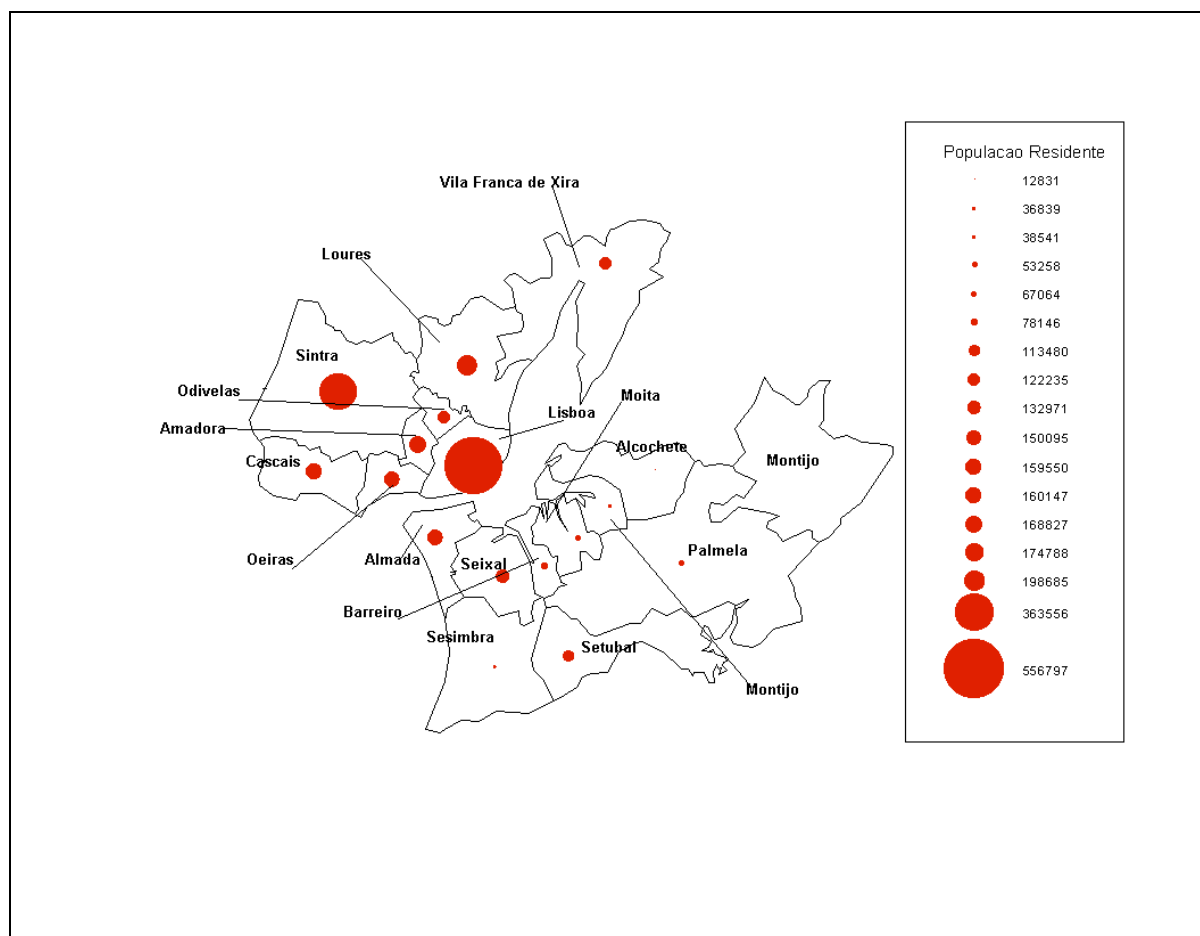 Vila Franca de Xira
Loures
Sintra
Odivelas
Amadora
Cascais
Oeiras
Lisboa
Moita
Alcochete
Montijo
Almada
Seixal
Palmela
Barreiro
Sesimbra
Setubal
Montijo
Populacao Residente
12831
36839
38541
53258
67064
78146
113480
122235
132971
150095
159550
160147
168827
174788
198685
363556
556797